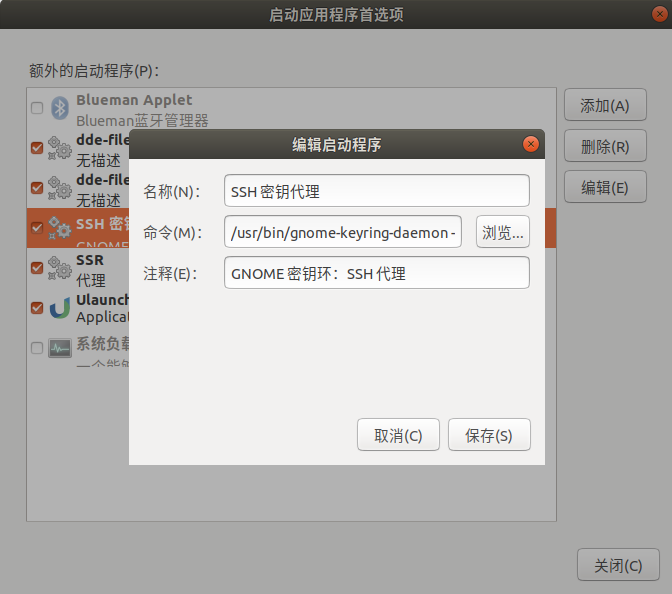 启动应用程序首选项
额外的启动程序(P)：
Blueman Applet
Blueman蓝牙管理器
dde-file
无描述
dde-file
无描述
SSH 密钥
GNOME
SSR
代理
Ulaunch
Applicat
系统负载
一个能够
添加(A)
删除(R)
编辑(E)
编辑启动程序
名称(N)： SSH 密钥代理
命令(M)： /usr/bin/gnome-keyring-daemon - 浏览...
注释(E)： GNOME 密钥环：SSH 代理
取消(C) 保存(S)
关闭(C)